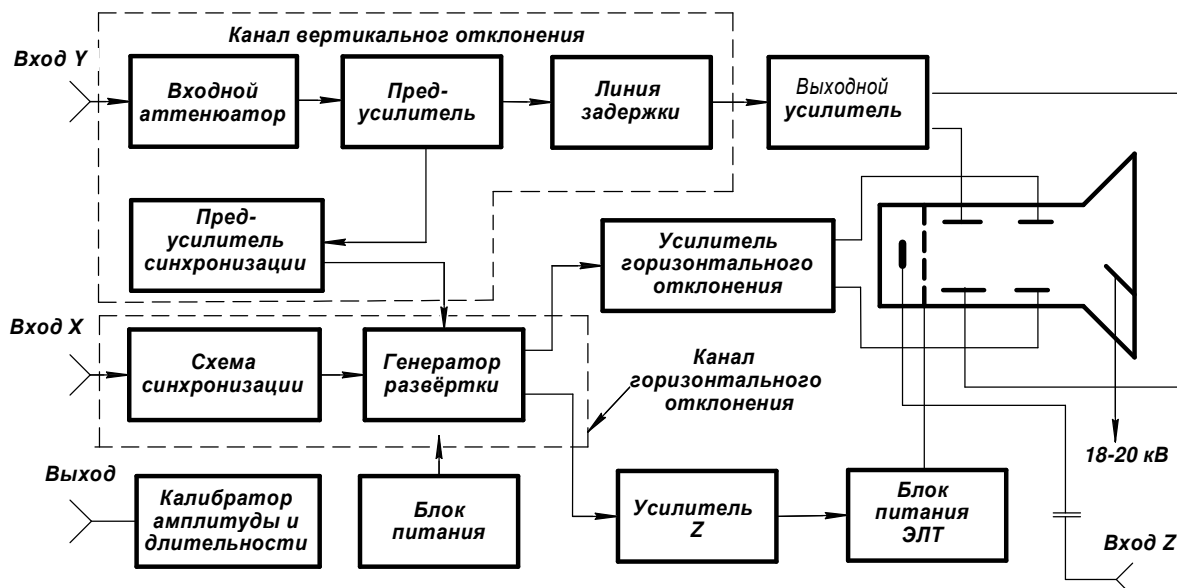 Канал вертикального отклонения
Вход Y
Входной
аттенюатор
Пред-
усилитель
Линия
задержки
Выходной
усилитель
Пред-
усилитель
синхронизации
Усилитель
горизонтального
отклонения
Вход X
Схема
синхронизации
Генератор
развёртки
Канал
горизонтального
отклонения
18-20 кВ
Выход
Калибратор
амплитуды и
длительности
Блок
питания
Усилитель
Z
Блок
питания
ЭЛТ
Вход Z